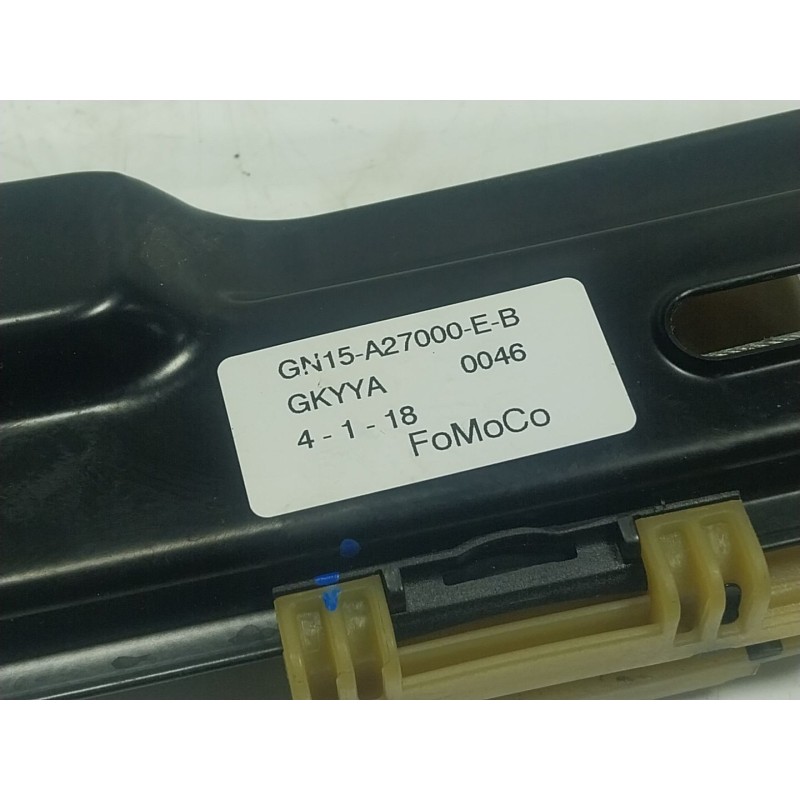 GN15-A27000-E-B
GKYYA 0046
4 - 1 - 18 FoMoCo